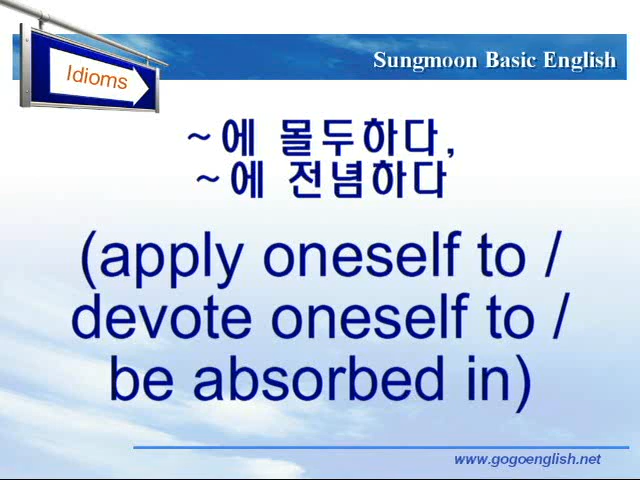 Idioms
Sungmoon Basic English
~에 몰두하다,
~에 전념하다
(apply oneself to /
devote oneself to /
be absorbed in)
www.gogoenglish.net